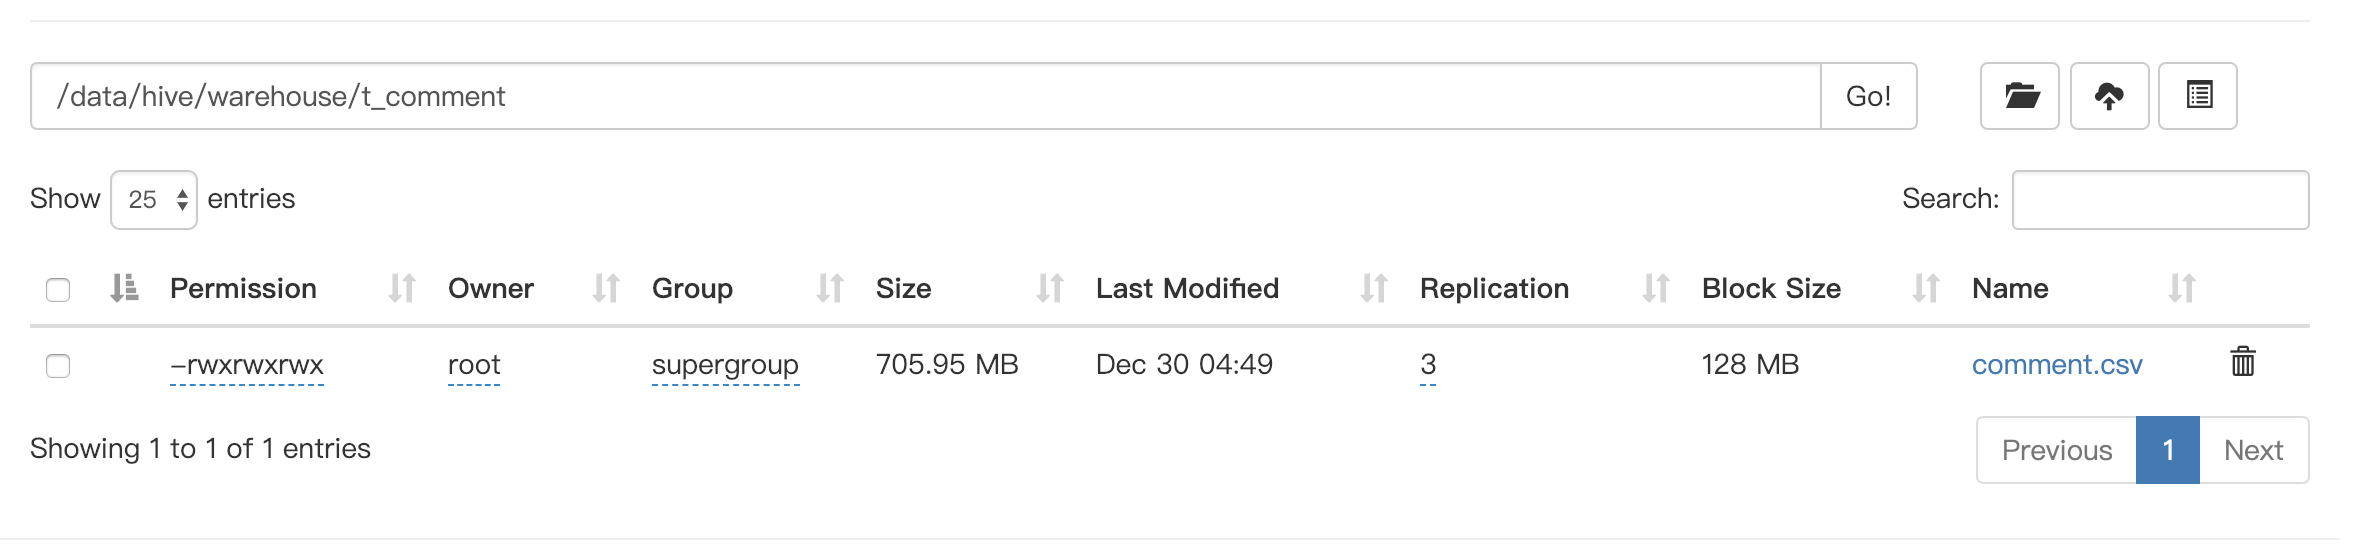 /data/hive/warehouse/t_comment Go!
Show 25 entries Search:
Permission Owner Group Size Last Modified Replication Block Size Name
-rwxrwxrwx root supergroup 705.95 MB Dec 30 04:49 3 128 MB comment.csv
Showing 1 to 1 of 1 entries Previous 1 Next